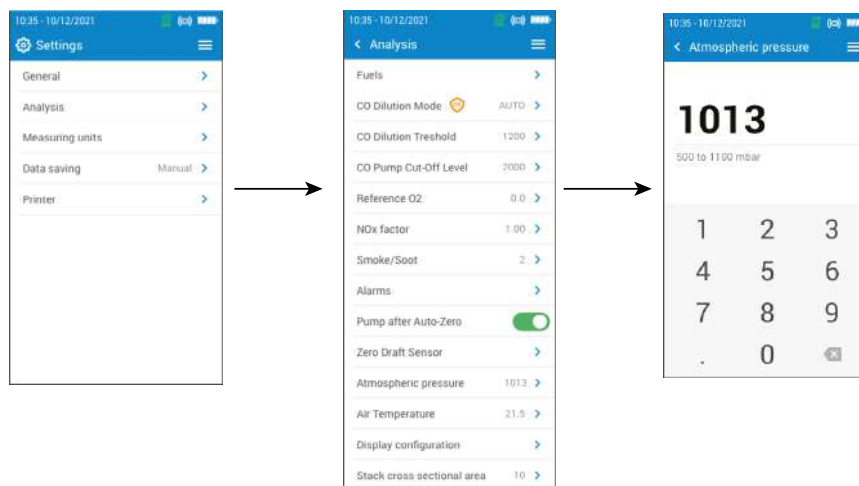 10:35 - 10/12/2021
Settings
General
Analysis
Measuring units
Data saving Manual
Printer
10:35 - 10/12/2021
Analysis
Fuels
CO Dilution Mode AUTO
CO Dilution Treshold 1200
CO Pump Cut-Off Level 2000
Reference O2 0.0
NOx factor 1.00
Smoke/Soot 2
Alarms
Pump after Auto-Zero
Zero Draft Sensor
Atmospheric pressure 1013
Air Temperature 21.5
Display configuration
Stack cross sectional area 10
10:35 - 10/12/2021
Atmospheric pressure
1013
500 to 1100 mbar
1 2 3
4 5 6
7 8 9
. 0